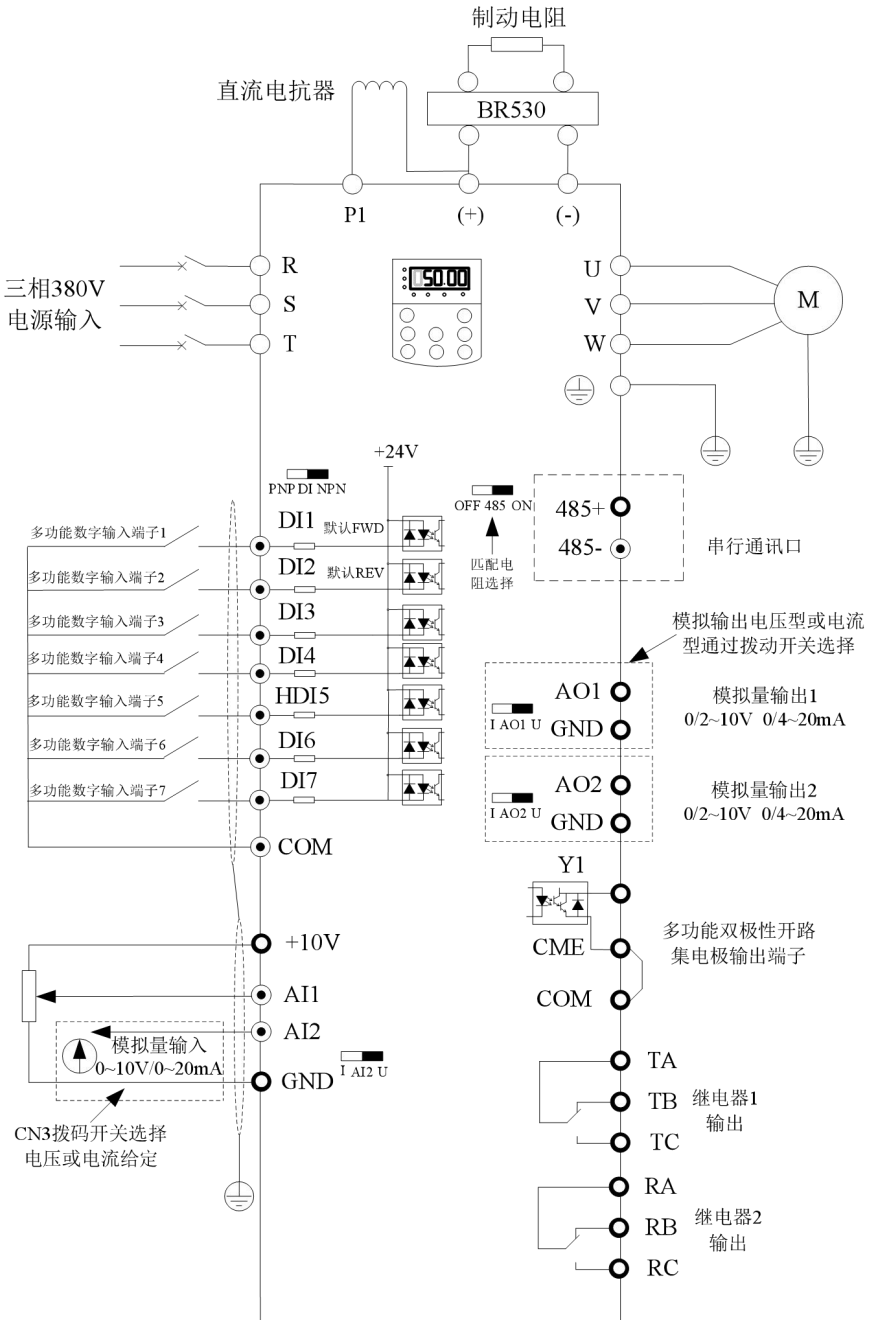 制动电阻
直流电抗器
BR530
P1
(+)
(-)
三相380V
电源输入
R
S
T
50.00
U
V
W
M
+24V
PNP DI NPN
OFF 485 ON
匹配电
阻选择
485+
485-
串行通讯口
多功能数字输入端子1
DI1
默认FWD
多功能数字输入端子2
DI2
默认REV
多功能数字输入端子3
DI3
多功能数字输入端子4
DI4
多功能数字输入端子5
HDI5
多功能数字输入端子6
DI6
多功能数字输入端子7
DI7
COM
模拟输出电压型或电流
型通过拨动开关选择
AO1
I AO1 U
GND
模拟量输出1
0/2~10V 0/4~20mA
AO2
I AO2 U
GND
模拟量输出2
0/2~10V 0/4~20mA
Y1
CME
COM
多功能双极性开路
集电极输出端子
+10V
AI1
AI2
模拟量输入
0~10V/0~20mA
GND
I AI2 U
CN3拨码开关选择
电压或电流给定
TA
TB
TC
继电器1
输出
RA
RB
RC
继电器2
输出